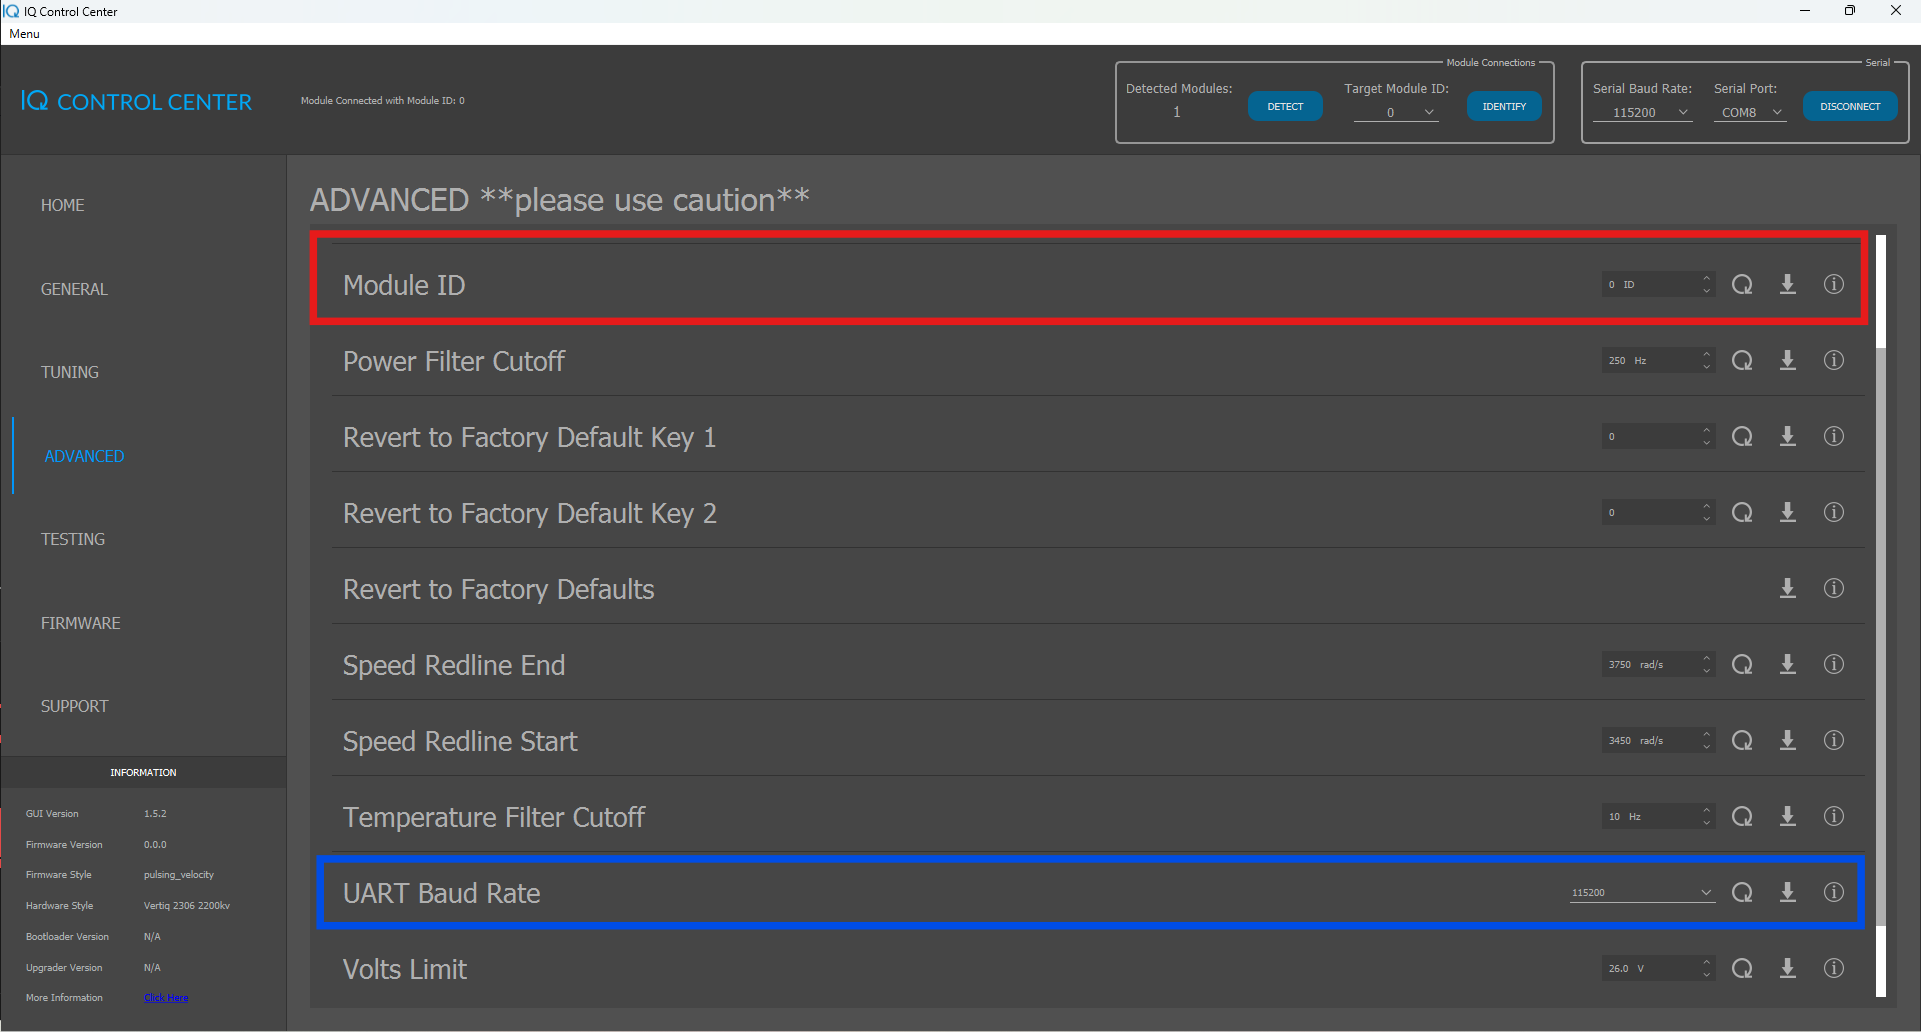 IQ Control Center
Menu
IQ CONTROL CENTER
Module Connected with Module ID: 0
Module Connections
Detected Modules:
1
DETECT
Target Module ID:
0
IDENTIFY
Serial
Serial Baud Rate:
115200
Serial Port:
COM8
DISCONNECT
HOME
GENERAL
TUNING
ADVANCED
TESTING
FIRMWARE
SUPPORT
INFORMATION
GUI Version 1.5.2
Firmware Version 0.0.0
Firmware Style pulsing_velocity
Hardware Style Vertiq 2306 2200kv
Bootloader Version N/A
Upgrader Version N/A
More Information Click Here
ADVANCED **please use caution**
Module ID 0 ID
Power Filter Cutoff 250 Hz
Revert to Factory Default Key 1 0
Revert to Factory Default Key 2 0
Revert to Factory Defaults
Speed Redline End 3750 rad/s
Speed Redline Start 3450 rad/s
Temperature Filter Cutoff 10 Hz
UART Baud Rate 115200
Volts Limit 26.0 V